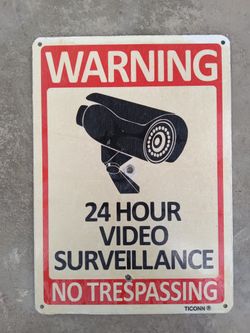 WARNING
24 HOUR
VIDEO
SURVEILLANCE
NO TRESPASSING
TICONN ®